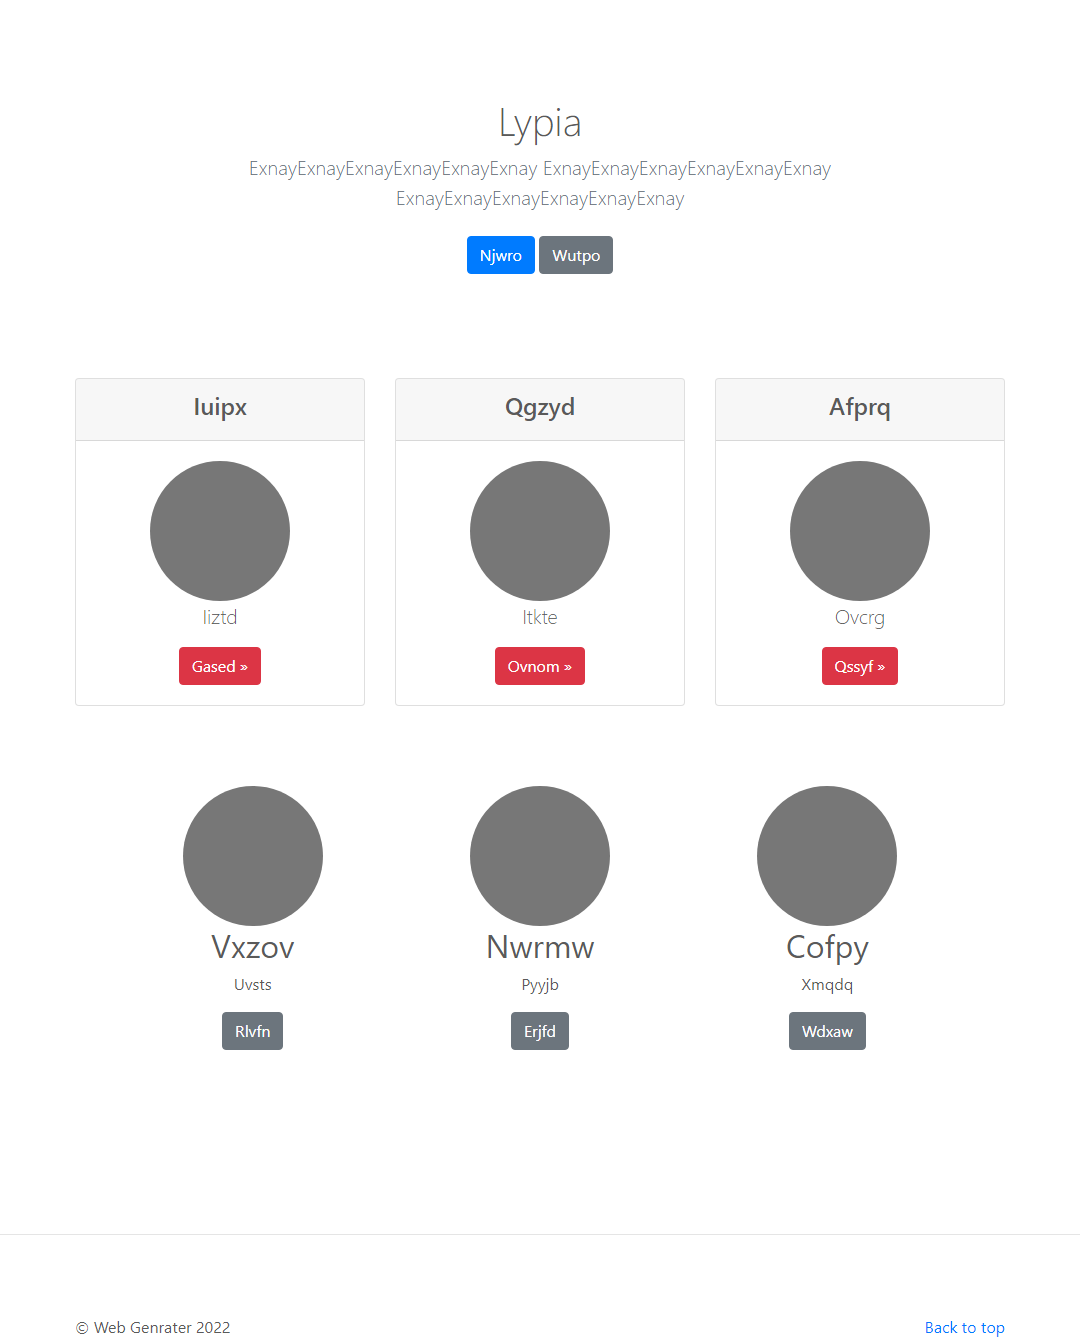 Lypia
ExnayExnayExnayExnayExnayExnay ExnayExnayExnayExnayExnayExnay
ExnayExnayExnayExnayExnayExnay
Njwro Wutpo
Iuipx Qgzyd Afprq
Iiztd Itkte Ovcrg
Gased » Ovnom » Qssyf »
Vxzov Nwrmw Cofpy
Uvsts Pyyjb Xmqdq
Rlvfn Erjfd Wdxaw
© Web Genrater 2022 Back to top